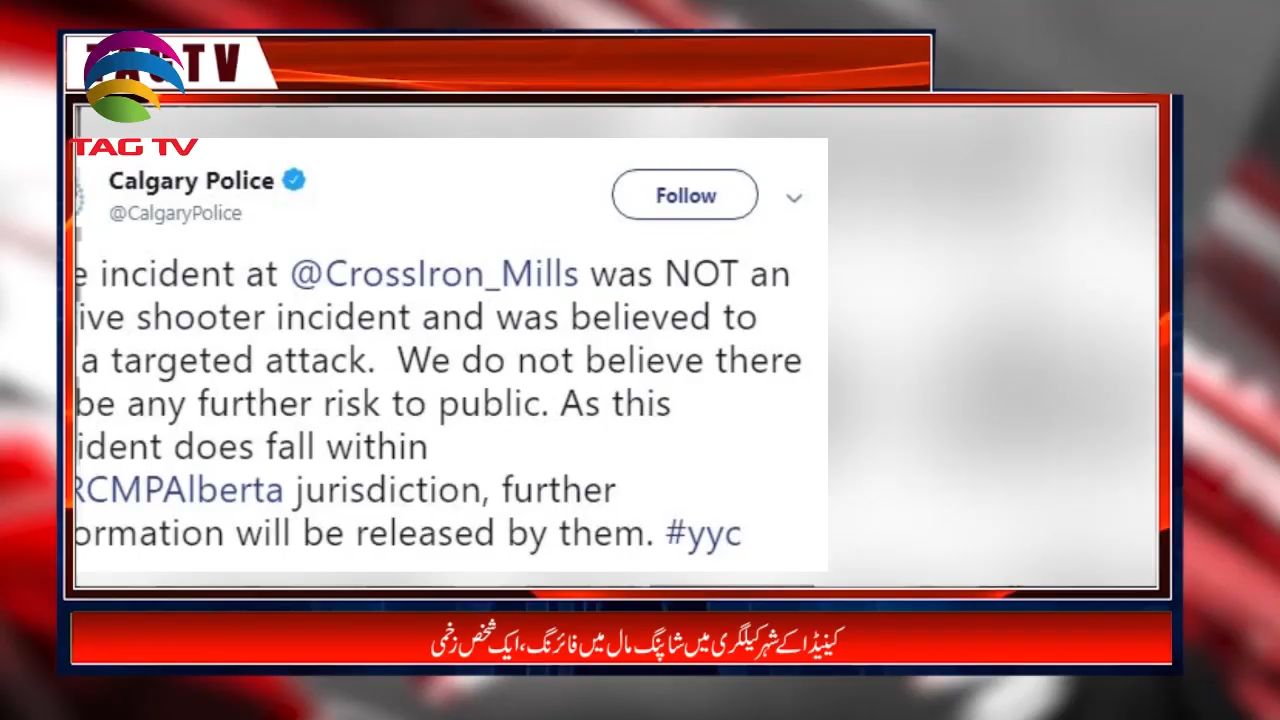 TAG TV
TAG TV
Calgary Police
@CalgaryPolice
Follow
e incident at @CrossIron_Mills was NOT an
ive shooter incident and was believed to
a targeted attack. We do not believe there
be any further risk to public. As this
ident does fall within
RCMPAlberta jurisdiction, further
ormation will be released by them. #yyc
کینیڈا کے شہر کیلگری میں شاپنگ مال میں فائرنگ، ایک شخص زخمی